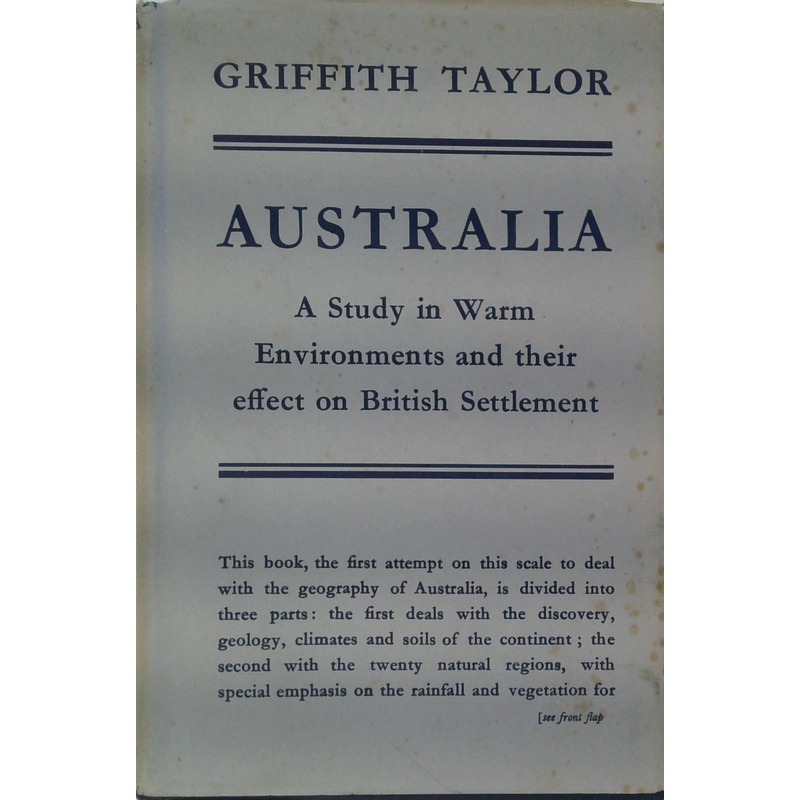 GRIFFITH TAYLOR
AUSTRALIA
A Study in Warm
Environments and their
effect on British Settlement
This book, the first attempt on this scale to deal
with the geography of Australia, is divided into
three parts: the first deals with the discovery,
geology, climates and soils of the continent; the
second with the twenty natural regions, with
special emphasis on the rainfall and vegetation for
[see front flap